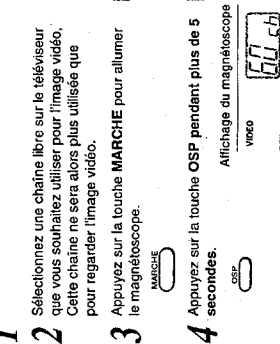 1
2 Sélectionnez une chaîne libre sur le téléviseur
que vous souhaitez utiliser pour l'image vidéo.
Cette chaîne ne sera alors plus utilisée que
pour regarder l'image vidéo.
3 Appuyez sur la touche MARCHE pour allumer
le magnétoscope.
MARCHE
4 Appuyez sur la touche OSP pendant plus de 5
secondes.
OSP
Affichage du magnétoscope
VIDEO